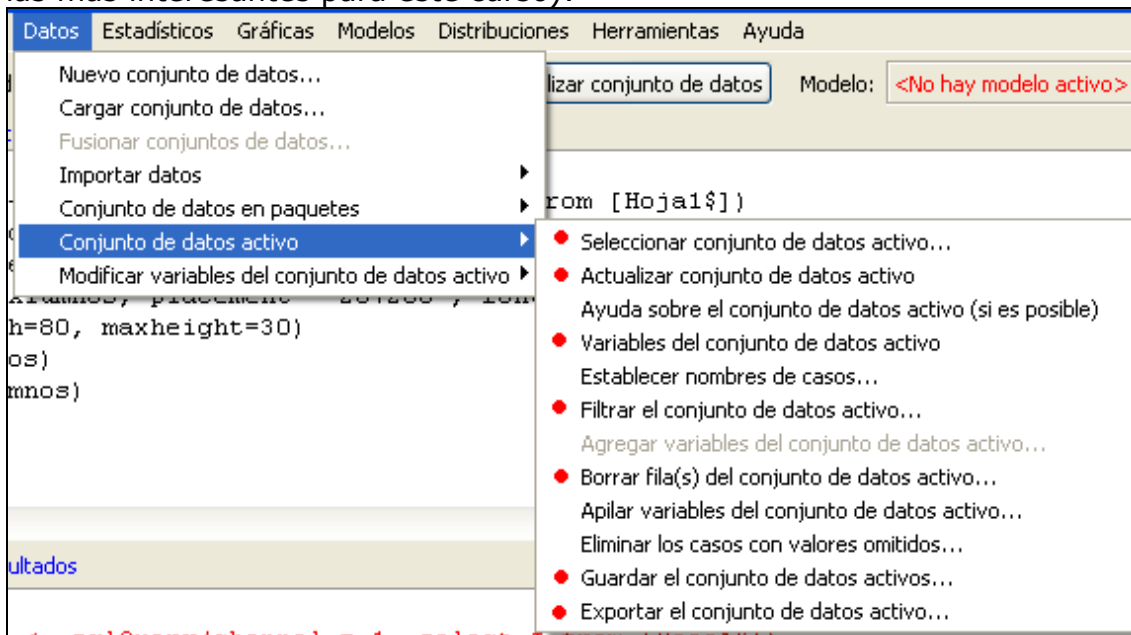 las más interesantes para este curso):
Datos Estadísticos Gráficas Modelos Distribuciones Herramientas Ayuda
Nuevo conjunto de datos...
lizar conjunto de datos Modelo: <No hay modelo activo>
Cargar conjunto de datos...
Fusionar conjuntos de datos...
Importar datos
rom [Hoja1$])
Conjunto de datos en paquetes
Conjunto de datos activo
Seleccionar conjunto de datos activo...
Modificar variables del conjunto de datos activo
Actualizar conjunto de datos activo
Ayuda sobre el conjunto de datos activo (si es posible)
h=80, maxheight=30)
Variables del conjunto de datos activo
os)
Establecer nombres de casos...
mnos)
Filtrar el conjunto de datos activo...
Agregar variables del conjunto de datos activo...
Borrar fila(s) del conjunto de datos activo...
Apilar variables del conjunto de datos activo...
Eliminar los casos con valores omitidos...
ultados
Guardar el conjunto de datos activos...
Exportar el conjunto de datos activo...